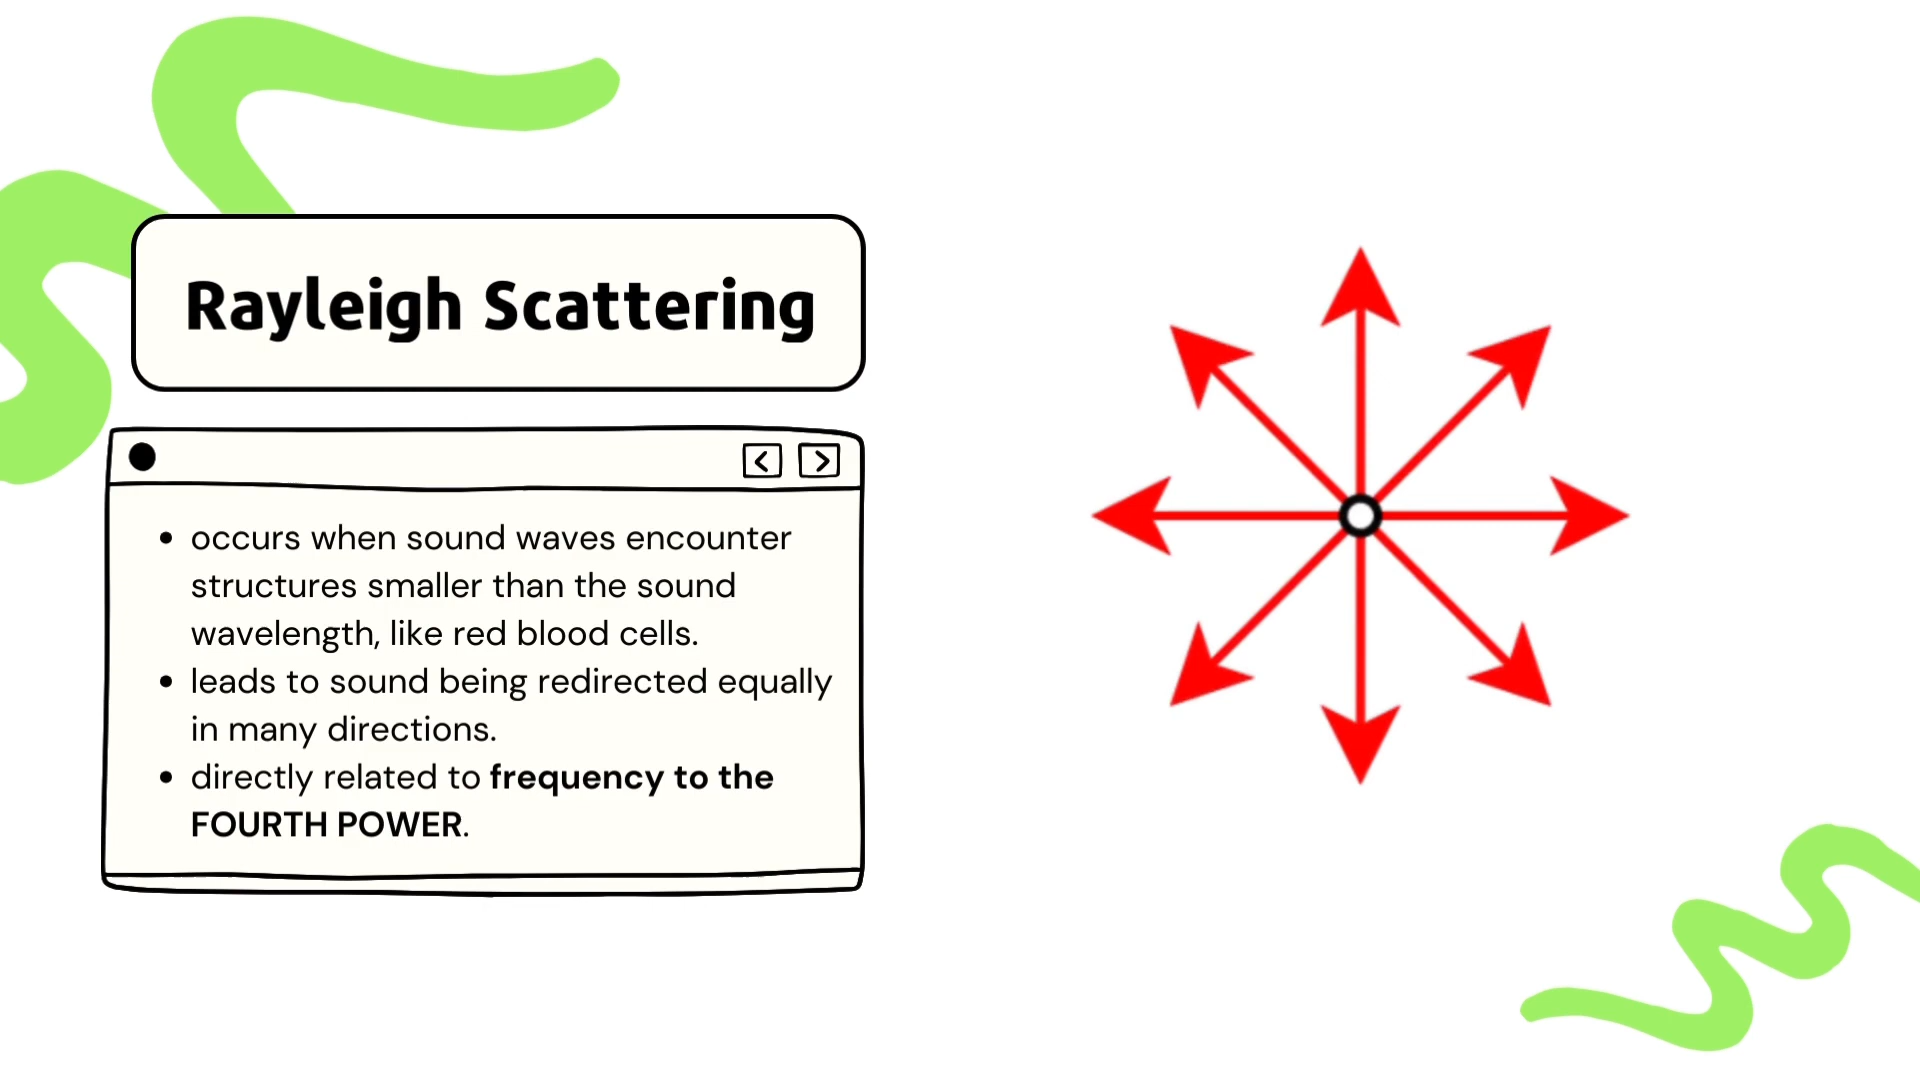 Rayleigh Scattering
• occurs when sound waves encounter
structures smaller than the sound
wavelength, like red blood cells.
• leads to sound being redirected equally
in many directions.
• directly related to frequency to the
FOURTH POWER.